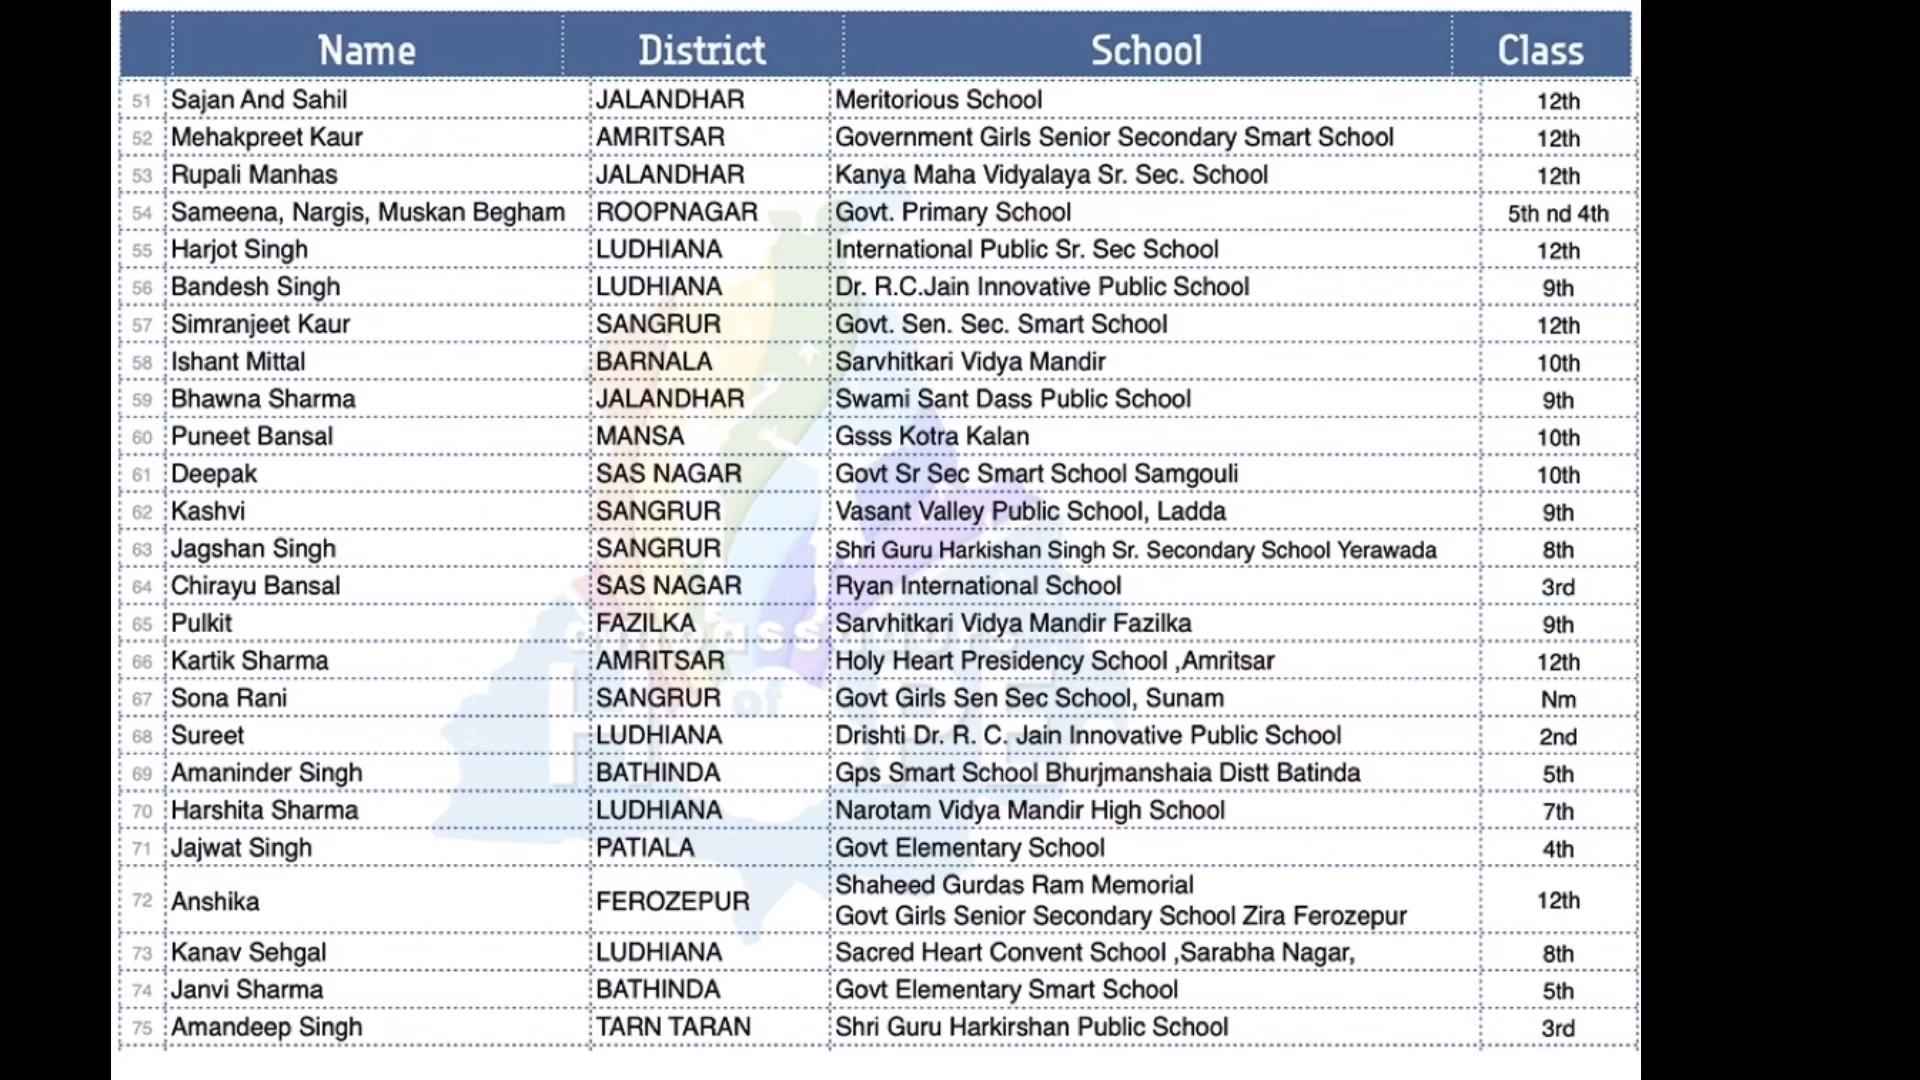 Name District School Class
51 Sajan And Sahil JALANDHAR Meritorious School 12th
52 Mehakpreet Kaur AMRITSAR Government Girls Senior Secondary Smart School 12th
53 Rupali Manhas JALANDHAR Kanya Maha Vidyalaya Sr. Sec. School 12th
54 Sameena, Nargis, Muskan Begham ROOPNAGAR Govt. Primary School 5th nd 4th
55 Harjot Singh LUDHIANA International Public Sr. Sec School 12th
56 Bandesh Singh LUDHIANA Dr. R.C.Jain Innovative Public School 9th
57 Simranjeet Kaur SANGRUR Govt. Sen. Sec. Smart School 12th
58 Ishant Mittal BARNALA Sarvhitkari Vidya Mandir 10th
59 Bhawna Sharma JALANDHAR Swami Sant Dass Public School 9th
60 Puneet Bansal MANSA Gsss Kotra Kalan 10th
61 Deepak SAS NAGAR Govt Sr Sec Smart School Samgouli 10th
62 Kashvi SANGRUR Vasant Valley Public School, Ladda 9th
63 Jagshan Singh SANGRUR Shri Guru Harkishan Singh Sr. Secondary School Yerawada 8th
64 Chirayu Bansal SAS NAGAR Ryan International School 3rd
65 Pulkit FAZILKA Sarvhitkari Vidya Mandir Fazilka 9th
66 Kartik Sharma AMRITSAR Holy Heart Presidency School ,Amritsar 12th
67 Sona Rani SANGRUR Govt Girls Sen Sec School, Sunam Nm
68 Sureet LUDHIANA Drishti Dr. R. C. Jain Innovative Public School 2nd
69 Amaninder Singh BATHINDA Gps Smart School Bhurjmanshaia Distt Batinda 5th
70 Harshita Sharma LUDHIANA Narotam Vidya Mandir High School 7th
71 Jajwat Singh PATIALA Govt Elementary School 4th
72 Anshika FEROZEPUR Shaheed Gurdas Ram Memorial
Govt Girls Senior Secondary School Zira Ferozepur 12th
73 Kanav Sehgal LUDHIANA Sacred Heart Convent School ,Sarabha Nagar, 8th
74 Janvi Sharma BATHINDA Govt Elementary Smart School 5th
75 Amandeep Singh TARN TARAN Shri Guru Harkirshan Public School 3rd
of
HOPE